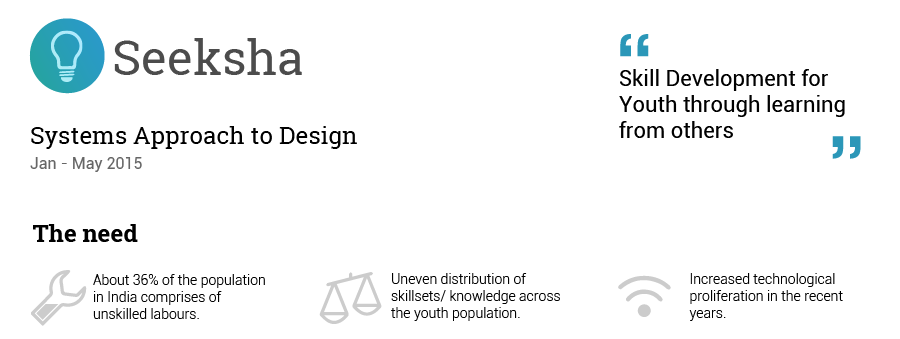 Seeksha
“
Skill Development for
Youth through learning
from others
”
Systems Approach to Design
Jan - May 2015
The need
About 36% of the population
in India comprises of
unskilled labours.
Uneven distribution of
skillsets/ knowledge across
the youth population.
Increased technological
proliferation in the recent
years.